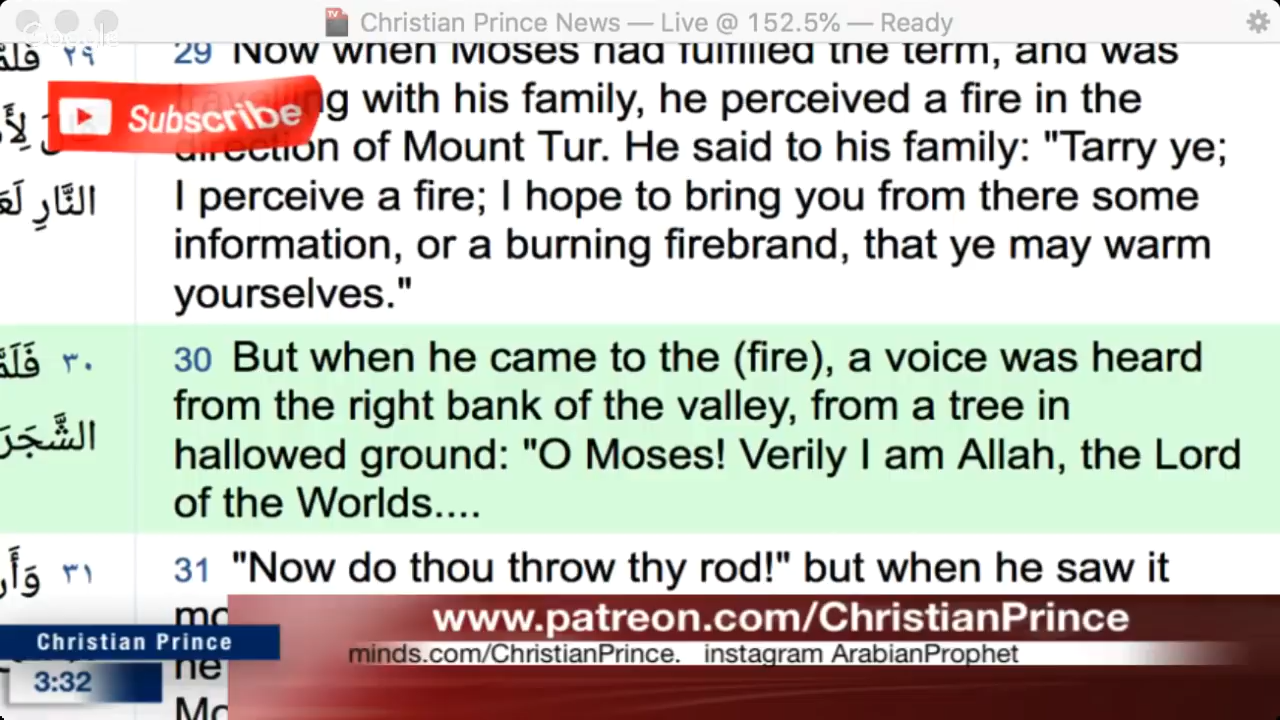 Christian Prince News — Live @ 152.5% — Ready
Google
٢٩
29 Now when Moses had fulfilled the term, and was
travelling with his family, he perceived a fire in the
Subscribe
direction of Mount Tur. He said to his family: "Tarry ye;
النَّارِ لَعَ
I perceive a fire; I hope to bring you from there some
information, or a burning firebrand, that ye may warm
yourselves."
٣٠ فَلَمَّ
30 But when he came to the (fire), a voice was heard
from the right bank of the valley, from a tree in
الشَّجَرَ
hallowed ground: "O Moses! Verily I am Allah, the Lord
of the Worlds....
٣١ وَأَ
31 "Now do thou throw thy rod!" but when he saw it
www.patreon.com/ChristianPrince
Christian Prince
minds.com/ChristianPrince. instagram ArabianProphet
he
3:32